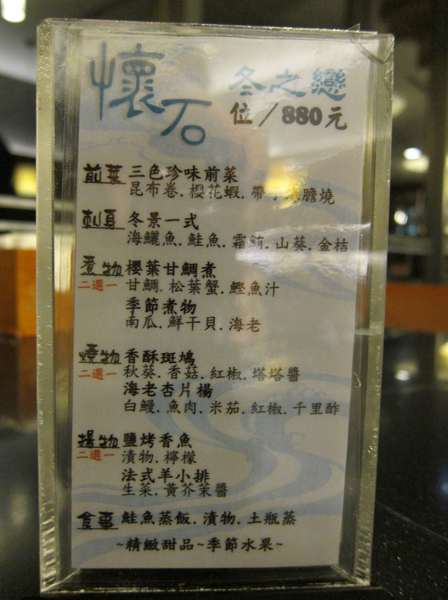 懷石
冬之戀
位/880元
前菜 三色珍味前菜
昆布卷.櫻花蝦.帶子海膽燒
刺身 冬景一式
海鱺魚.鮭魚.霜鮪.山葵.金桔
煮物 櫻葉甘鯛煮
二選一 甘鯛.松葉蟹.鰹魚汁
季節煮物
南瓜.鮮干貝.海老
燒物 香酥斑鳩
二選一 秋葵.香菇.紅椒.塔塔醬
海老杏片楊
白鰻.魚肉.米茄.紅椒.千里酢
揚物 鹽烤香魚
二選一 漬物.檸檬
法式羊小排
生菜.黃芥茉醬
食事 鮭魚蒸飯.漬物.土瓶蒸
~精緻甜品~季節水果~